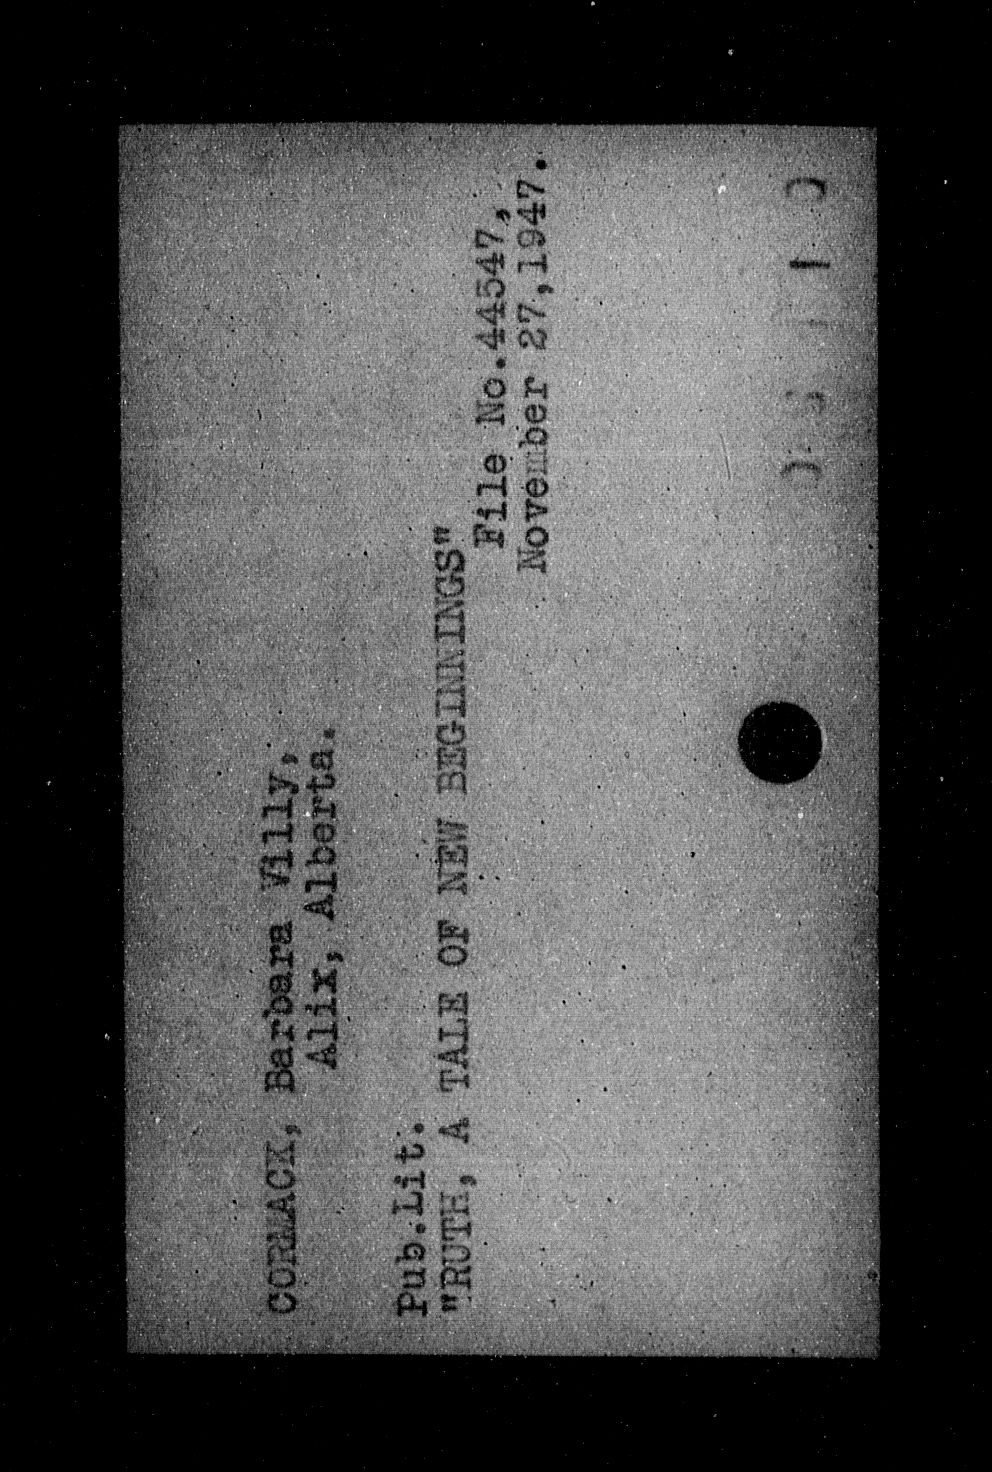 CORMACK, Barbara Villy,
Alix, Alberta.
Pub.Lit.
"RUTH, A TALE OF NEW BEGINNINGS"
File No.44547,
November 27,1947.